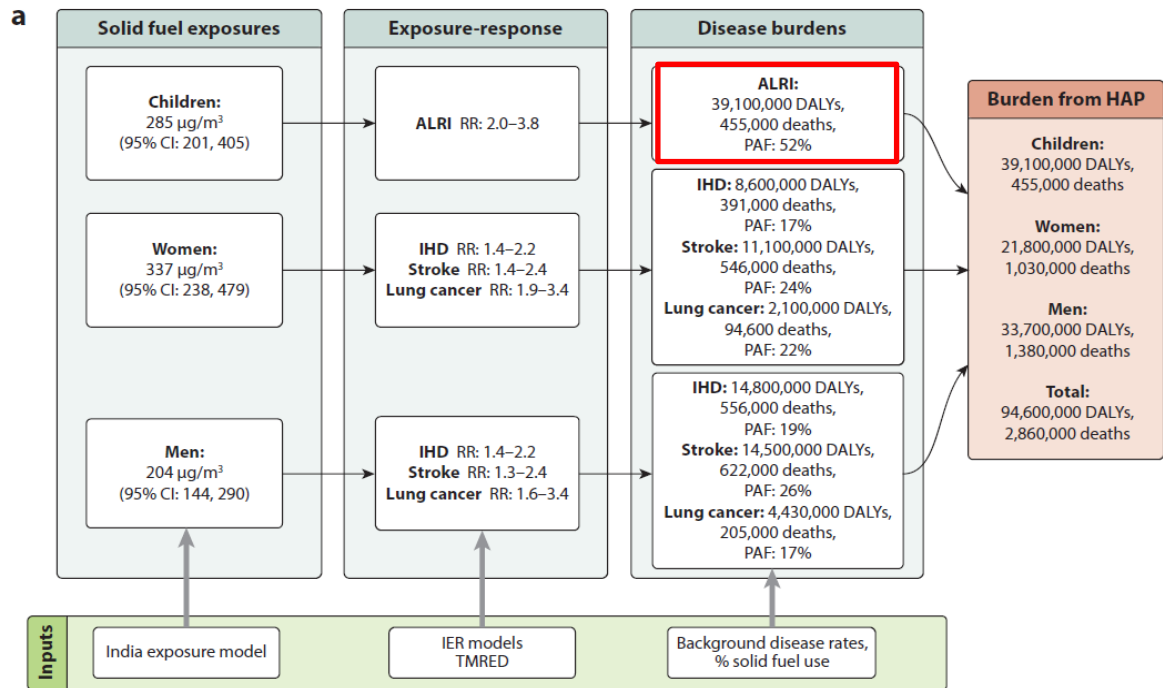 a
Solid fuel exposures
Children:
285 µg/m³
(95% CI: 201, 405)
Women:
337 µg/m³
(95% CI: 238, 479)
Men:
204 µg/m³
(95% CI: 144, 290)
Exposure-response
ALRI RR: 2.0–3.8
IHD RR: 1.4–2.2
Stroke RR: 1.4–2.4
Lung cancer RR: 1.9–3.4
IHD RR: 1.4–2.2
Stroke RR: 1.3–2.4
Lung cancer RR: 1.6–3.4
Disease burdens
ALRI:
39,100,000 DALYs,
455,000 deaths,
PAF: 52%
IHD: 8,600,000 DALYs,
391,000 deaths,
PAF: 17%
Stroke: 11,100,000 DALYs,
546,000 deaths,
PAF: 24%
Lung cancer: 2,100,000 DALYs,
94,600 deaths,
PAF: 22%
IHD: 14,800,000 DALYs,
556,000 deaths,
PAF: 19%
Stroke: 14,500,000 DALYs,
622,000 deaths,
PAF: 26%
Lung cancer: 4,430,000 DALYs,
205,000 deaths,
PAF: 17%
Burden from HAP
Children:
39,100,000 DALYs,
455,000 deaths
Women:
21,800,000 DALYs,
1,030,000 deaths
Men:
33,700,000 DALYs,
1,380,000 deaths
Total:
94,600,000 DALYs,
2,860,000 deaths
Inputs
India exposure model
IER models
TMRED
Background disease rates,
% solid fuel use